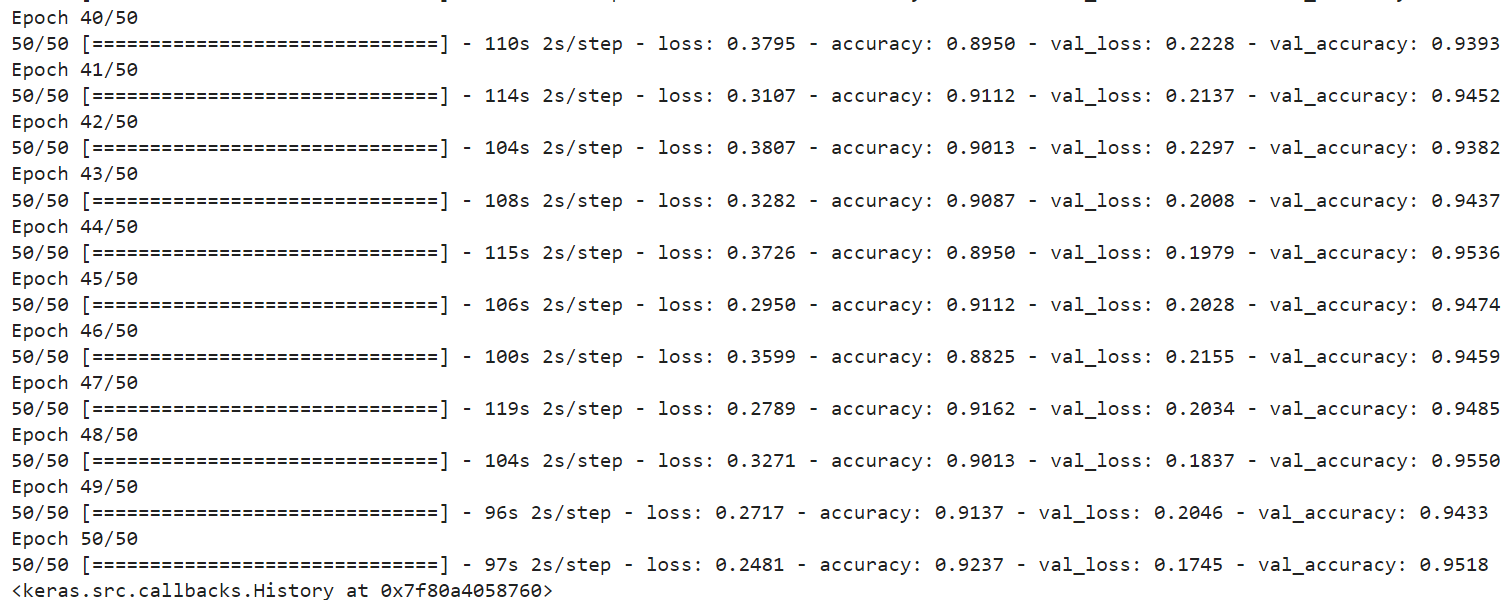 Epoch 40/50
50/50 [==============================] - 110s 2s/step - loss: 0.3795 - accuracy: 0.8950 - val_loss: 0.2228 - val_accuracy: 0.9393
Epoch 41/50
50/50 [==============================] - 114s 2s/step - loss: 0.3107 - accuracy: 0.9112 - val_loss: 0.2137 - val_accuracy: 0.9452
Epoch 42/50
50/50 [==============================] - 104s 2s/step - loss: 0.3807 - accuracy: 0.9013 - val_loss: 0.2297 - val_accuracy: 0.9382
Epoch 43/50
50/50 [==============================] - 108s 2s/step - loss: 0.3282 - accuracy: 0.9087 - val_loss: 0.2008 - val_accuracy: 0.9437
Epoch 44/50
50/50 [==============================] - 115s 2s/step - loss: 0.3726 - accuracy: 0.8950 - val_loss: 0.1979 - val_accuracy: 0.9536
Epoch 45/50
50/50 [==============================] - 106s 2s/step - loss: 0.2950 - accuracy: 0.9112 - val_loss: 0.2028 - val_accuracy: 0.9474
Epoch 46/50
50/50 [==============================] - 100s 2s/step - loss: 0.3599 - accuracy: 0.8825 - val_loss: 0.2155 - val_accuracy: 0.9459
Epoch 47/50
50/50 [==============================] - 119s 2s/step - loss: 0.2789 - accuracy: 0.9162 - val_loss: 0.2034 - val_accuracy: 0.9485
Epoch 48/50
50/50 [==============================] - 104s 2s/step - loss: 0.3271 - accuracy: 0.9013 - val_loss: 0.1837 - val_accuracy: 0.9550
Epoch 49/50
50/50 [==============================] - 96s 2s/step - loss: 0.2717 - accuracy: 0.9137 - val_loss: 0.2046 - val_accuracy: 0.9433
Epoch 50/50
50/50 [==============================] - 97s 2s/step - loss: 0.2481 - accuracy: 0.9237 - val_loss: 0.1745 - val_accuracy: 0.9518
<keras.src.callbacks.History at 0x7f80a4058760>